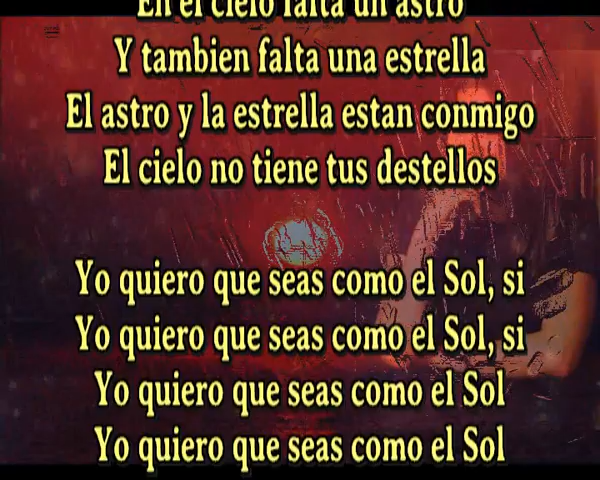 En el cielo falta un astro
Y tambien falta una estrella
El astro y la estrella estan conmigo
El cielo no tiene tus destellos
Yo quiero que seas como el Sol, si
Yo quiero que seas como el Sol, si
Yo quiero que seas como el Sol
Yo quiero que seas como el Sol